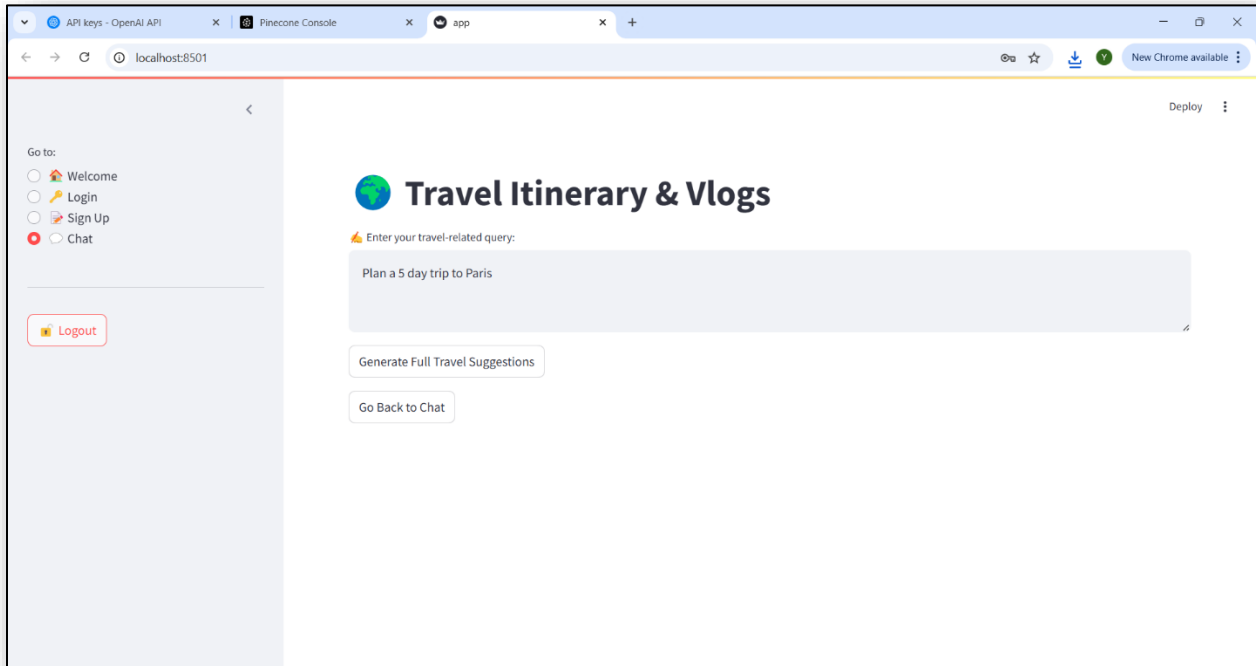 API keys - OpenAI API
Pinecone Console
app
localhost:8501
Y
New Chrome available
Deploy
Go to:
Welcome
Login
Sign Up
Chat
Logout
Travel Itinerary & Vlogs
Enter your travel-related query:
Plan a 5 day trip to Paris
Generate Full Travel Suggestions
Go Back to Chat